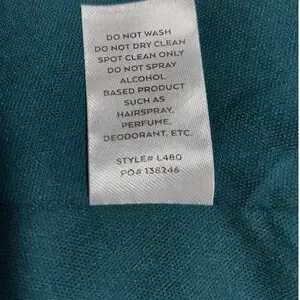 DO NOT WASH
DO NOT DRY CLEAN
SPOT CLEAN ONLY
DO NOT SPRAY
ALCOHOL
BASED PRODUCT
SUCH AS
HAIRSPRAY,
PERFUME,
DEODORANT, ETC.
STYLE# L480
PO# 138246